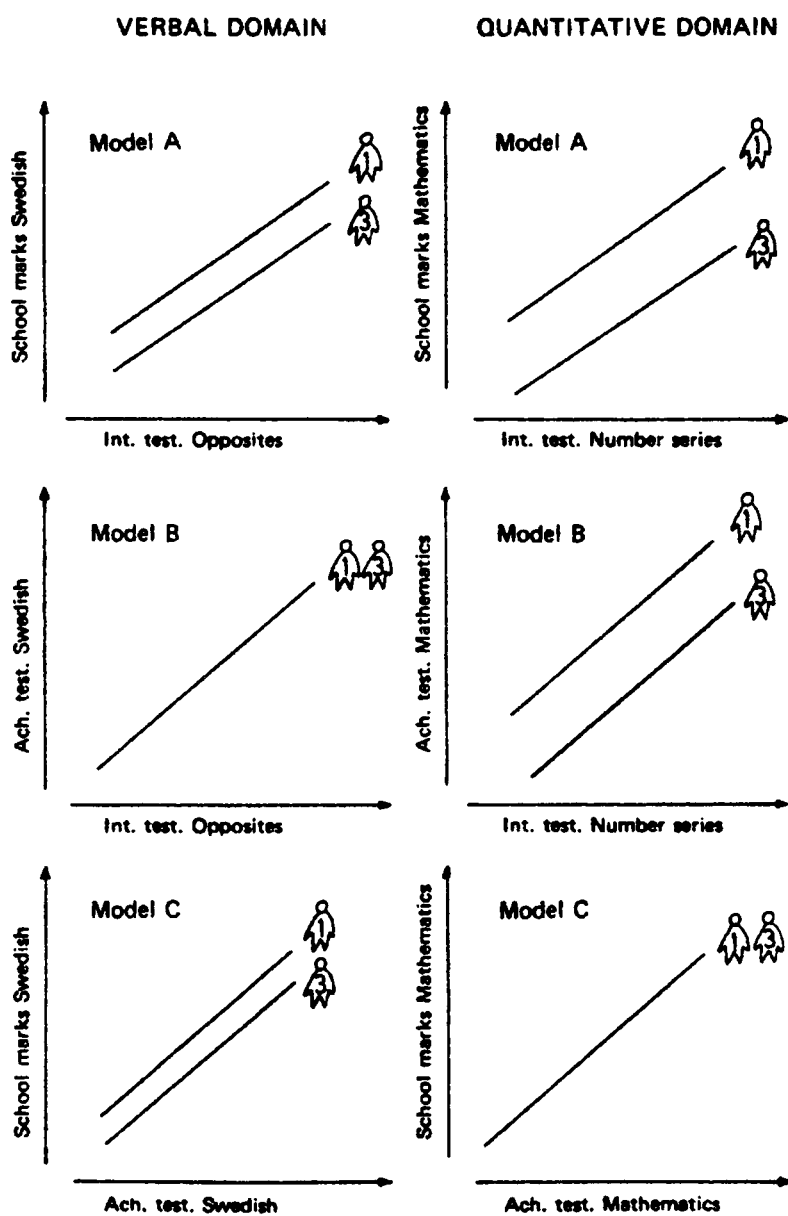 VERBAL DOMAIN
QUANTITATIVE DOMAIN
Model A
1
3
School marks Swedish
Int. test. Opposites
Model A
1
3
School marks Mathematics
Int. test. Number series
Model B
1 3
Ach. test. Swedish
Int. test. Opposites
Model B
1
3
Ach. test. Mathematics
Int. test. Number series
Model C
1
3
School marks Swedish
Ach. test. Swedish
Model C
1 3
School marks Mathematics
Ach. test. Mathematics